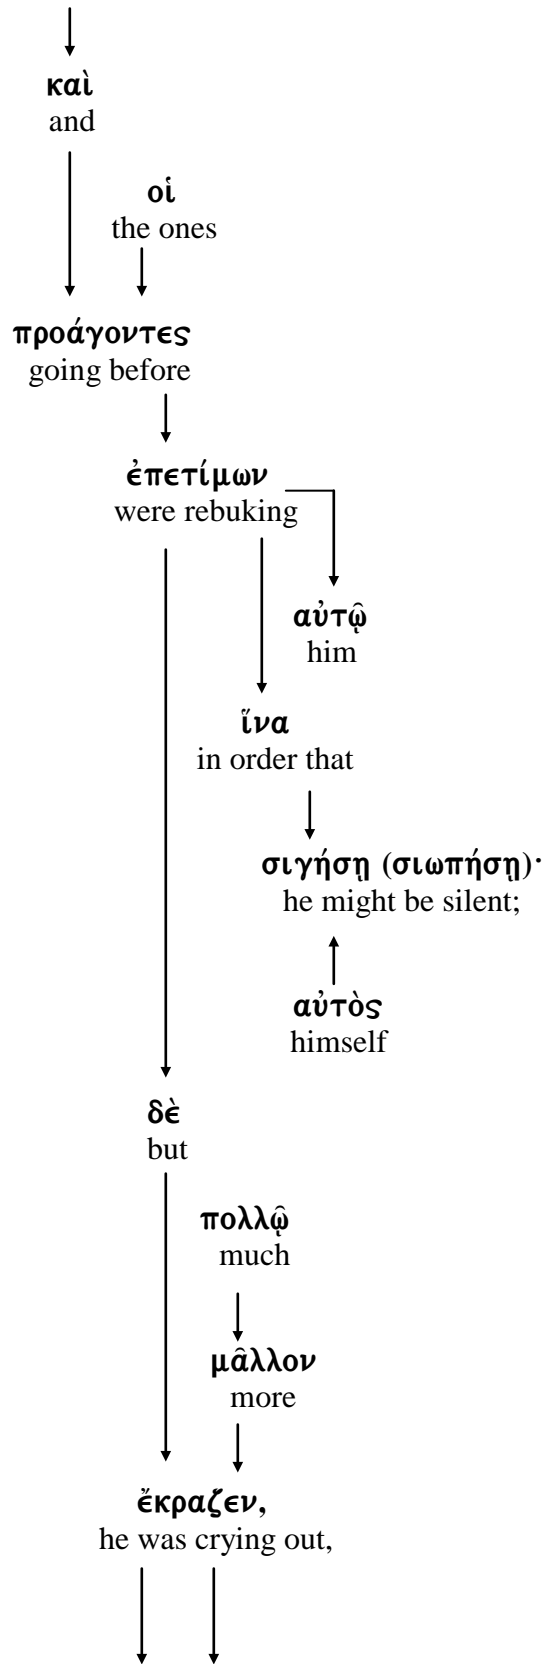 καὶ
and
οἱ
the ones
προάγοντες
going before
ἐπετίμων
were rebuking
αὐτῷ
him
ἵνα
in order that
σιγήσῃ (σιωπήσῃ)·
he might be silent;
αὐτὸς
himself
δὲ
but
πολλῷ
much
μᾶλλον
more
ἔκραζεν,
he was crying out,